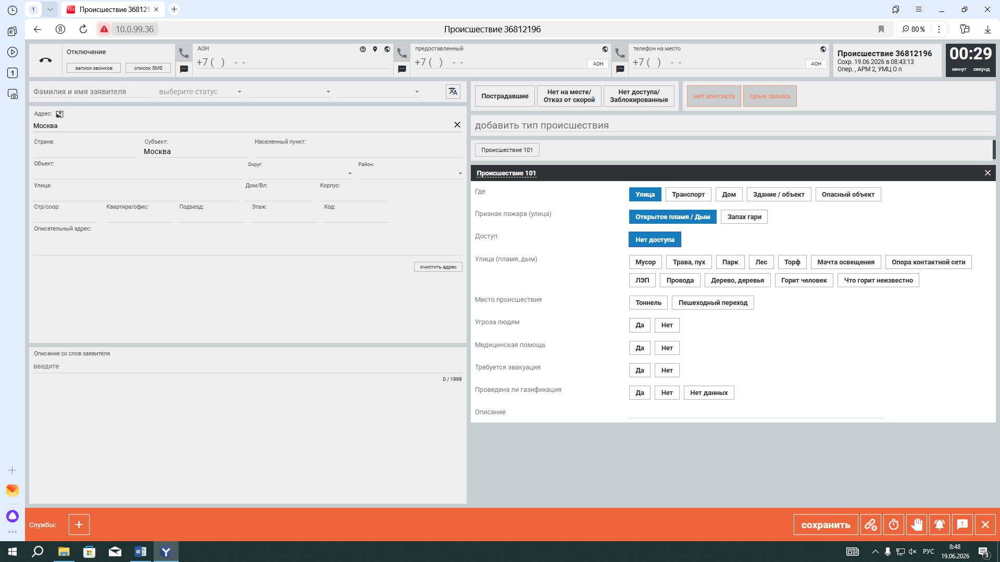 1
Происшествие 36812196
10.0.99.36
Происшествие 36812196
80 %
1
Отключение
записи звонков
список SMS
АОН
+7 (   )   - -
предоставленный
+7 (   )   - -
АОН
телефон на место
+7 (   )   - -
АОН
Происшествие 36812196
Сохр. 19.06.2026 в 08:43:13
Опер. , АРМ 2, УМЦ О п
00:29
минут секунд
Фамилия и имя заявителя
выберите статус
Пострадавшие
Нет на месте/
Отказ от скорой
Нет доступа/
Заблокированные
нет контакта
срыв звонка
Адрес:
Москва
Страна:
Субъект:
Москва
Населенный пункт:
Объект:
Округ:
Район:
Улица:
Дом/Вл:
Корпус:
Стр/соор:
Квартира/офис:
Подъезд:
Этаж:
Код:
Описательный адрес:
очистить адрес
Описание со слов заявителя
введите
0 / 1999
добавить тип происшествия
Происшествие 101
Происшествие 101
Где
Улица Транспорт Дом Здание / объект Опасный объект
Признак пожара (улица)
Открытое пламя / Дым Запах гари
Доступ
Нет доступа
Улица (пламя, дым)
Мусор Трава, пух Парк Лес Торф Мачта освещения Опора контактной сети
ЛЭП Провода Дерево, деревья Горит человек Что горит неизвестно
Место происшествия
Тоннель Пешеходный переход
Угроза людям
Да Нет
Медицинская помощь
Да Нет
Требуется эвакуация
Да Нет
Проведена ли газификация
Да Нет Нет данных
Описание
Службы:
сохранить
РУС
8:48
19.06.2026
3